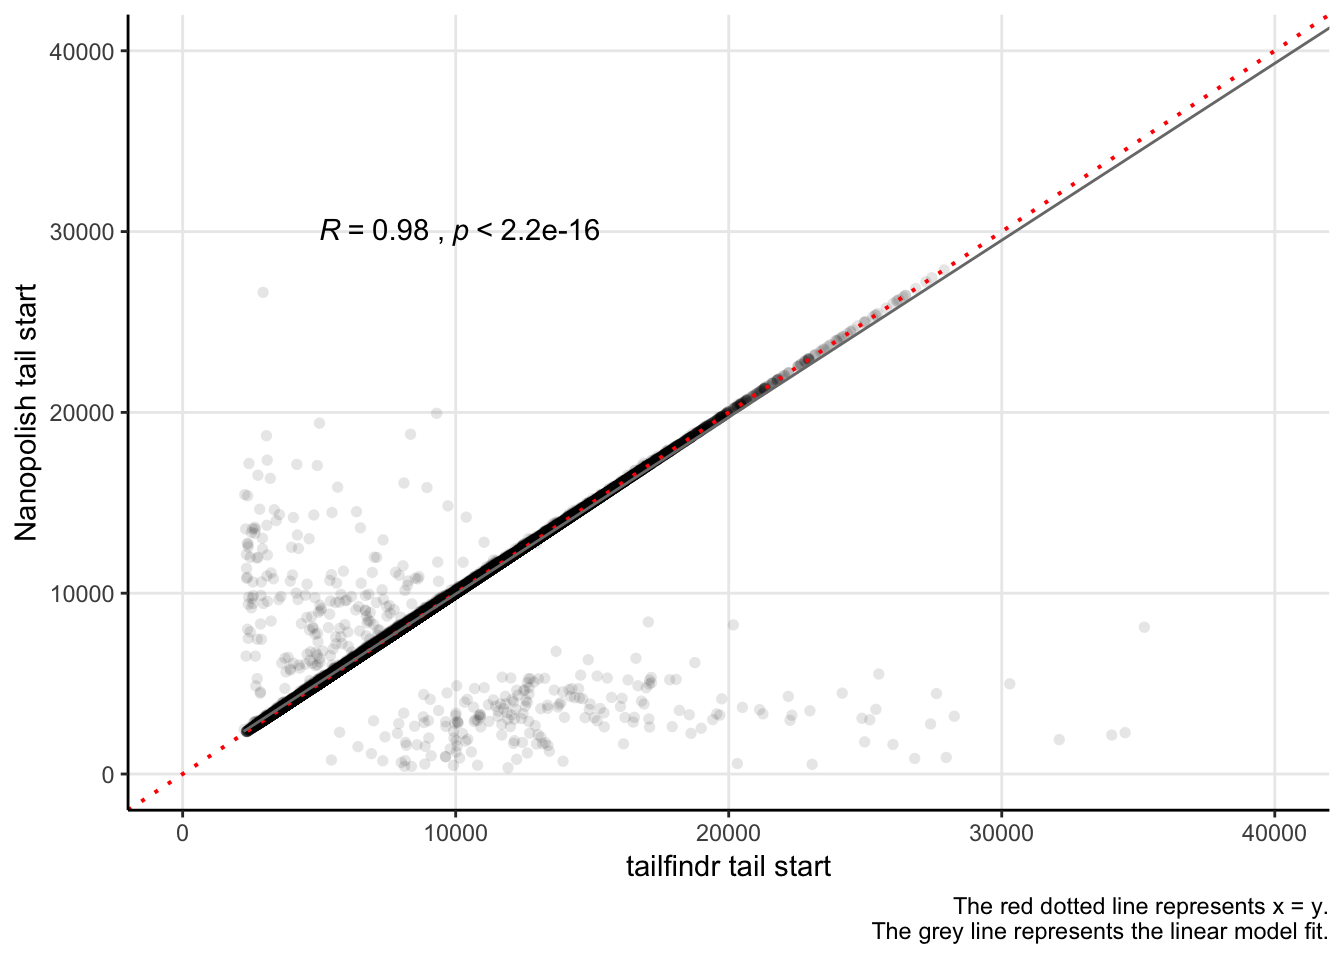 40000
30000
20000
10000
0
Nanopolish tail start
R = 0.98 , p < 2.2e-16
0
10000
20000
30000
40000
tailfindr tail start
The red dotted line represents x = y.
The grey line represents the linear model fit.